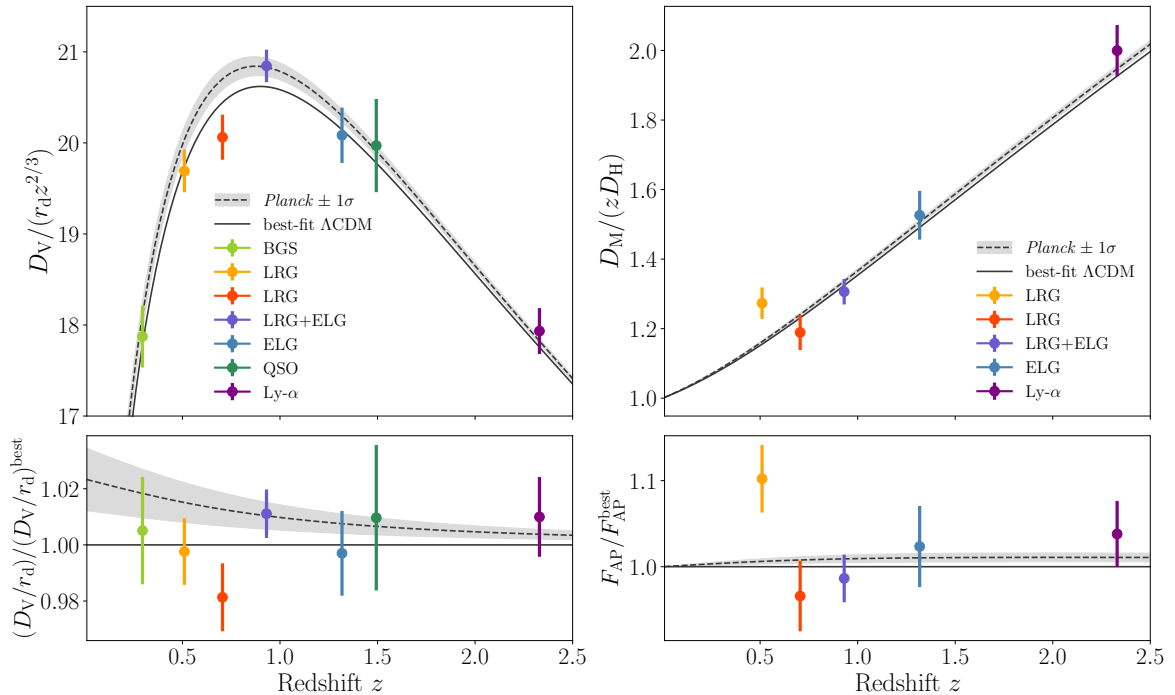 21
20
19
18
17
D_V/(r_d z^{2/3})
Planck ± 1σ
best-fit ΛCDM
BGS
LRG
LRG
LRG+ELG
ELG
QSO
Ly-α
1.02
1.00
0.98
(D_V/r_d)/(D_V/r_d)^{best}
0.5
1.0
1.5
2.0
2.5
Redshift z
2.0
1.8
1.6
1.4
1.2
1.0
D_M/(zD_H)
Planck ± 1σ
best-fit ΛCDM
LRG
LRG
LRG+ELG
ELG
Ly-α
1.1
1.0
F_{AP}/F_{AP}^{best}
0.5
1.0
1.5
2.0
2.5
Redshift z